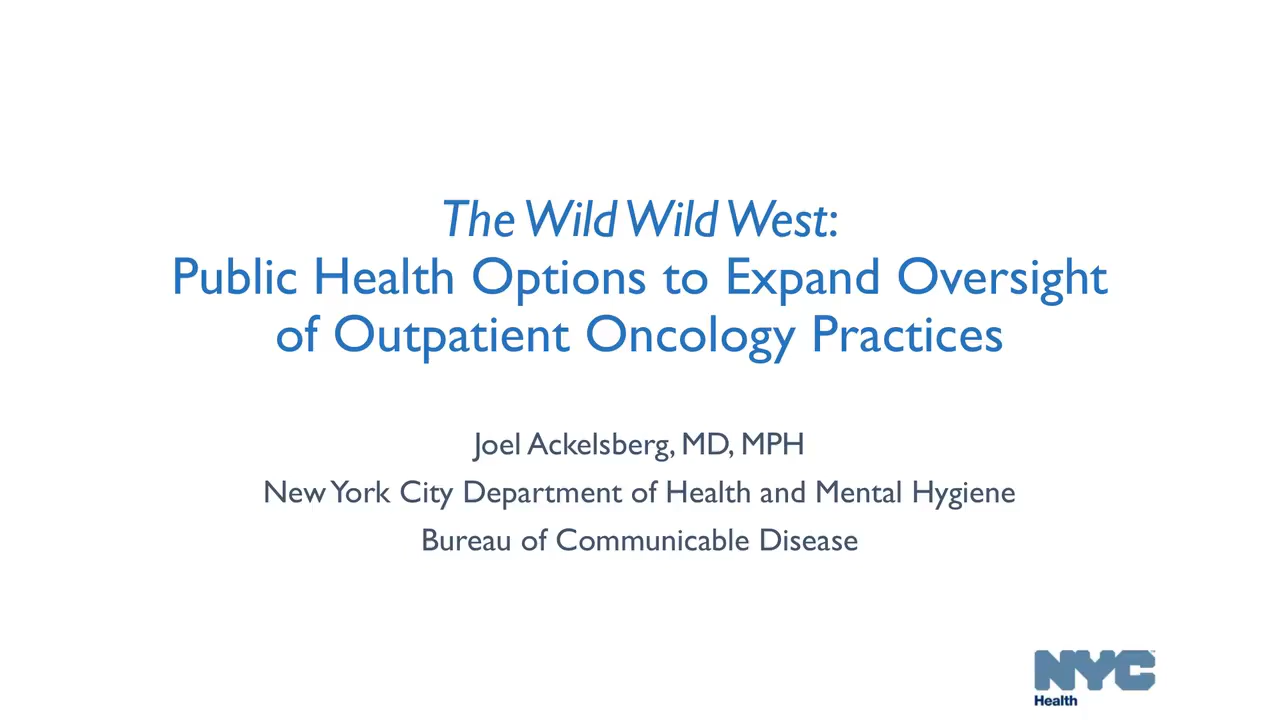 The Wild Wild West:
Public Health Options to Expand Oversight
of Outpatient Oncology Practices
Joel Ackelsberg, MD, MPH
New York City Department of Health and Mental Hygiene
Bureau of Communicable Disease
NYC
Health